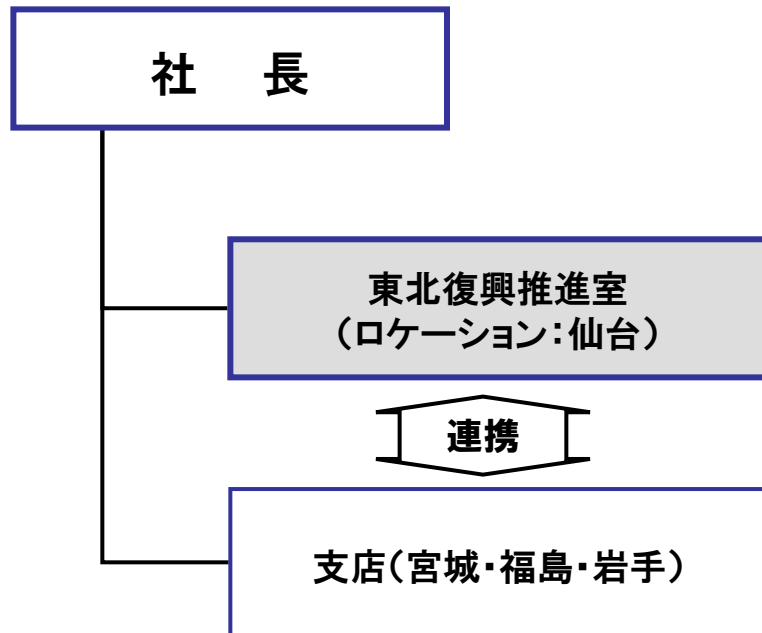 社　長
東北復興推進室
（ロケーション：仙台）
連携
支店（宮城・福島・岩手）